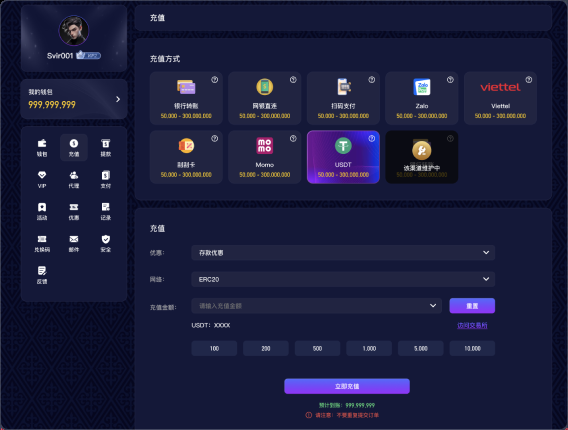 Svir001 VIP2
我的钱包
999,999,999
钱包 充值 提款
VIP 代理 支付
活动 优惠 记录
兑换码 邮件 安全
反馈
充值
充值方式
银行转账 网银直连 扫码支付 Zalo Viettel
50.000 - 300.000.000 50.000 - 300.000.000 50.000 - 300.000.000 50.000 - 300.000.000 50.000 - 300.000.000
刮刮卡 Momo USDT 该渠道维护中
50.000 - 300.000.000 50.000 - 300.000.000 50.000 - 300.000.000 50.000 - 300.000.000
充值
优惠: 存款优惠
网络: ERC20
充值金额: 请输入充值金额 重置
USDT: XXXX 访问交易所
100 200 500 1.000 5.000 10.000
立即充值
预计到账: 999.999.999
请注意: 不要重复提交订单